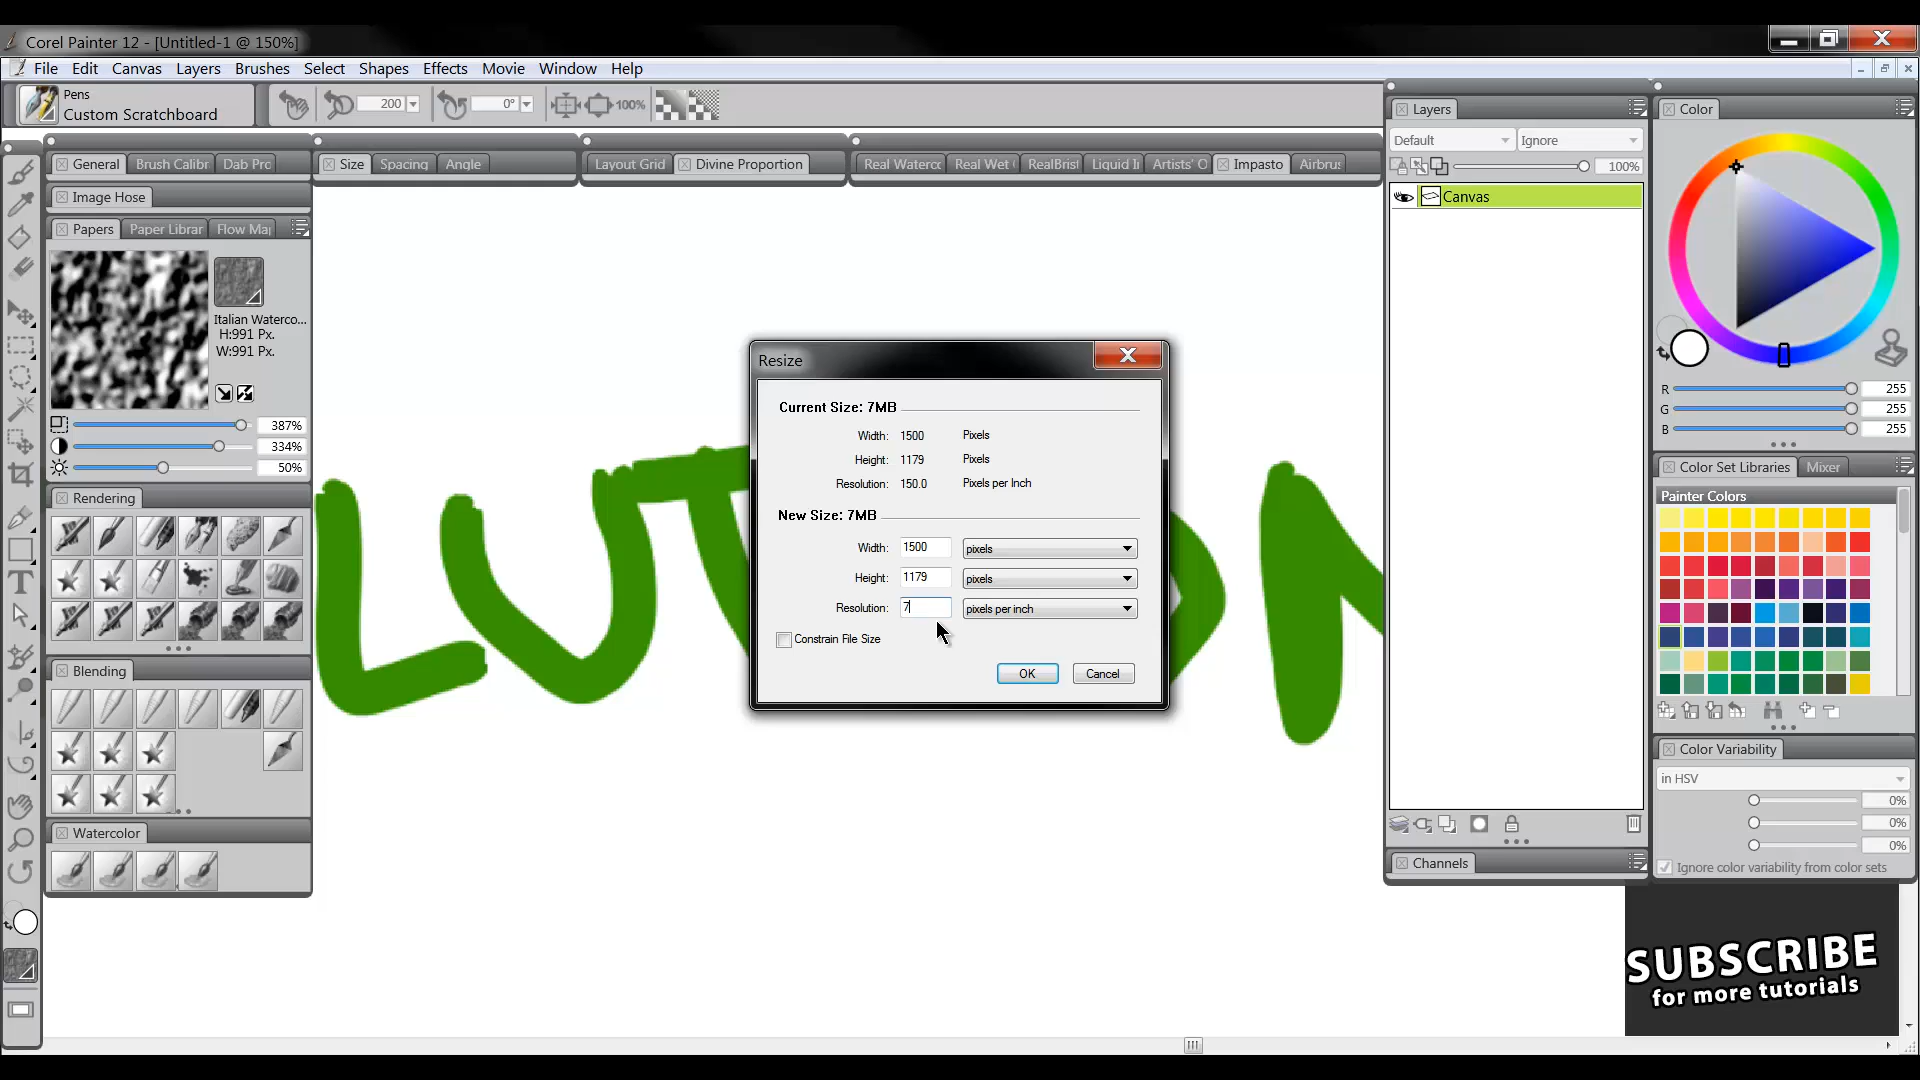 Corel Painter 12 - [Untitled-1 @ 150%]
File Edit Canvas Layers Brushes Select Shapes Effects Movie Window Help
Pens
Custom Scratchboard
200
0°
100%
General Brush Calibr Dab Pro
Size Spacing Angle
Layout Grid Divine Proportion
Real Waterco Real Wet RealBrist Liquid I Artists' O Impasto Airbrus
Image Hose
Papers Paper Librar Flow Ma
Italian Waterco...
H:991 Px.
W:991 Px.
387%
334%
50%
Rendering
Blending
Watercolor
LUT
N
Resize
Current Size: 7MB
Width: 1500 Pixels
Height: 1179 Pixels
Resolution: 150.0 Pixels per Inch
New Size: 7MB
Width: 1500 pixels
Height: 1179 pixels
Resolution: 7 pixels per inch
Constrain File Size
OK Cancel
Layers
Default Ignore
100%
Canvas
Channels
Color
R 255
G 255
B 255
Color Set Libraries Mixer
Painter Colors
Color Variability
in HSV
0%
0%
0%
Ignore color variability from color sets
SUBSCRIBE
for more tutorials